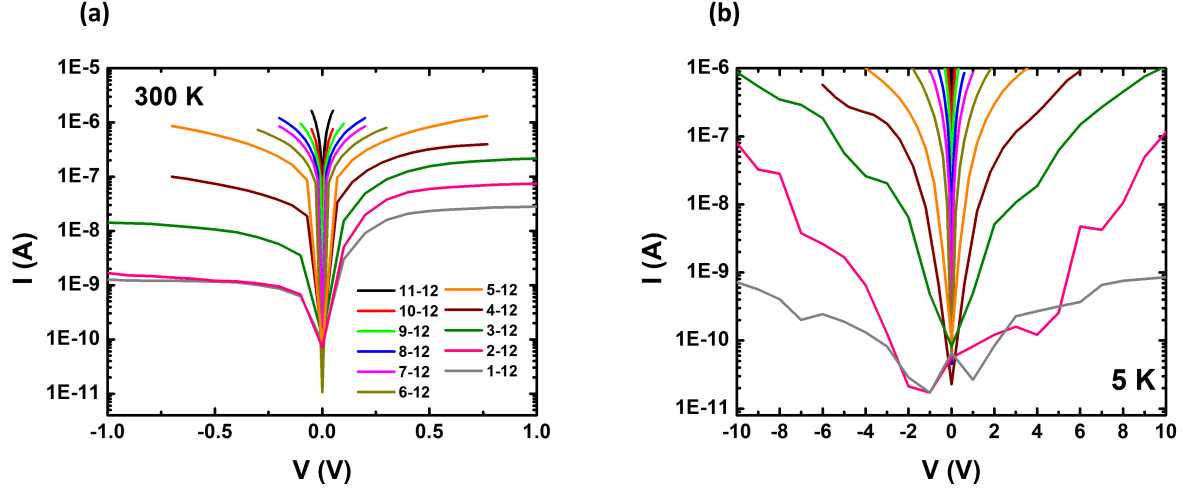 (a)
1E-5
1E-6
1E-7
1E-8
1E-9
1E-10
1E-11
I (A)
300 K
11-12
10-12
9-12
8-12
7-12
6-12
5-12
4-12
3-12
2-12
1-12
-1.0 -0.5 0.0 0.5 1.0
V (V)
(b)
1E-6
1E-7
1E-8
1E-9
1E-10
1E-11
I (A)
5 K
-10 -8 -6 -4 -2 0 2 4 6 8 10
V (V)